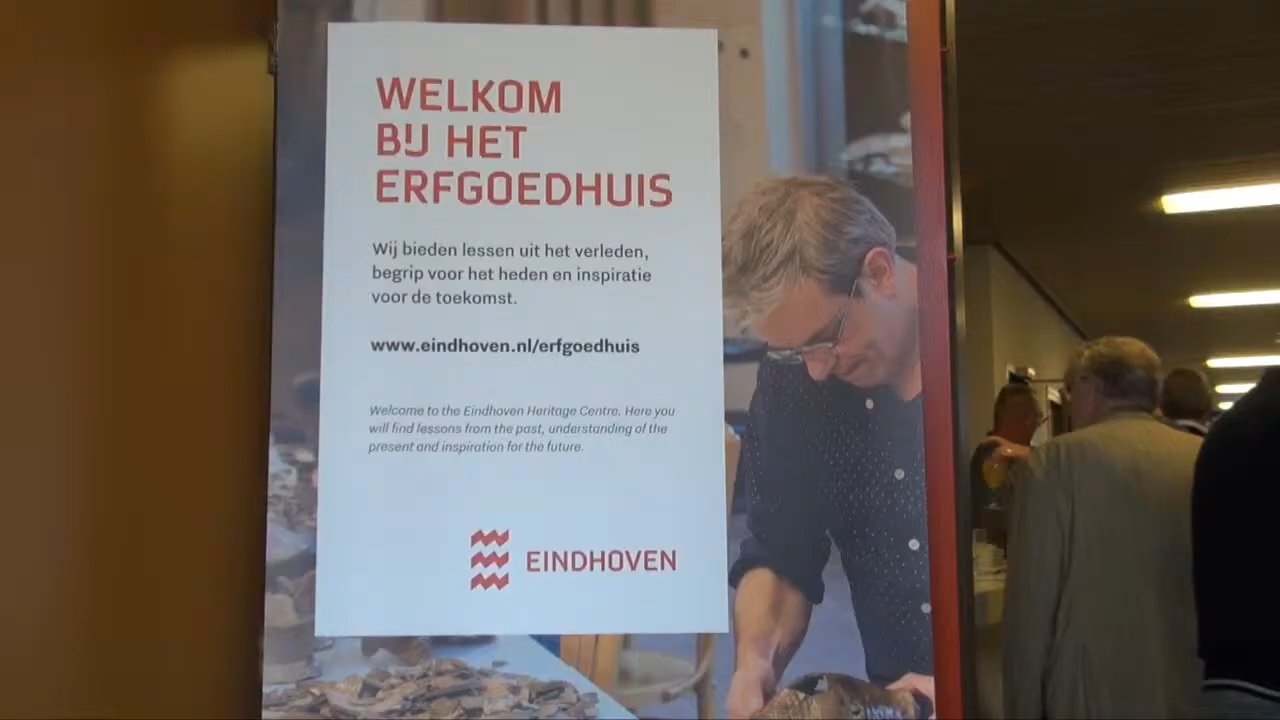 WELKOM
BIJ HET
ERFGOEDHUIS
Wij bieden lessen uit het verleden,
begrip voor het heden en inspiratie
voor de toekomst.
www.eindhoven.nl/erfgoedhuis
Welcome to the Eindhoven Heritage Centre. Here you
will find lessons from the past, understanding of the
present and inspiration for the future.
EINDHOVEN